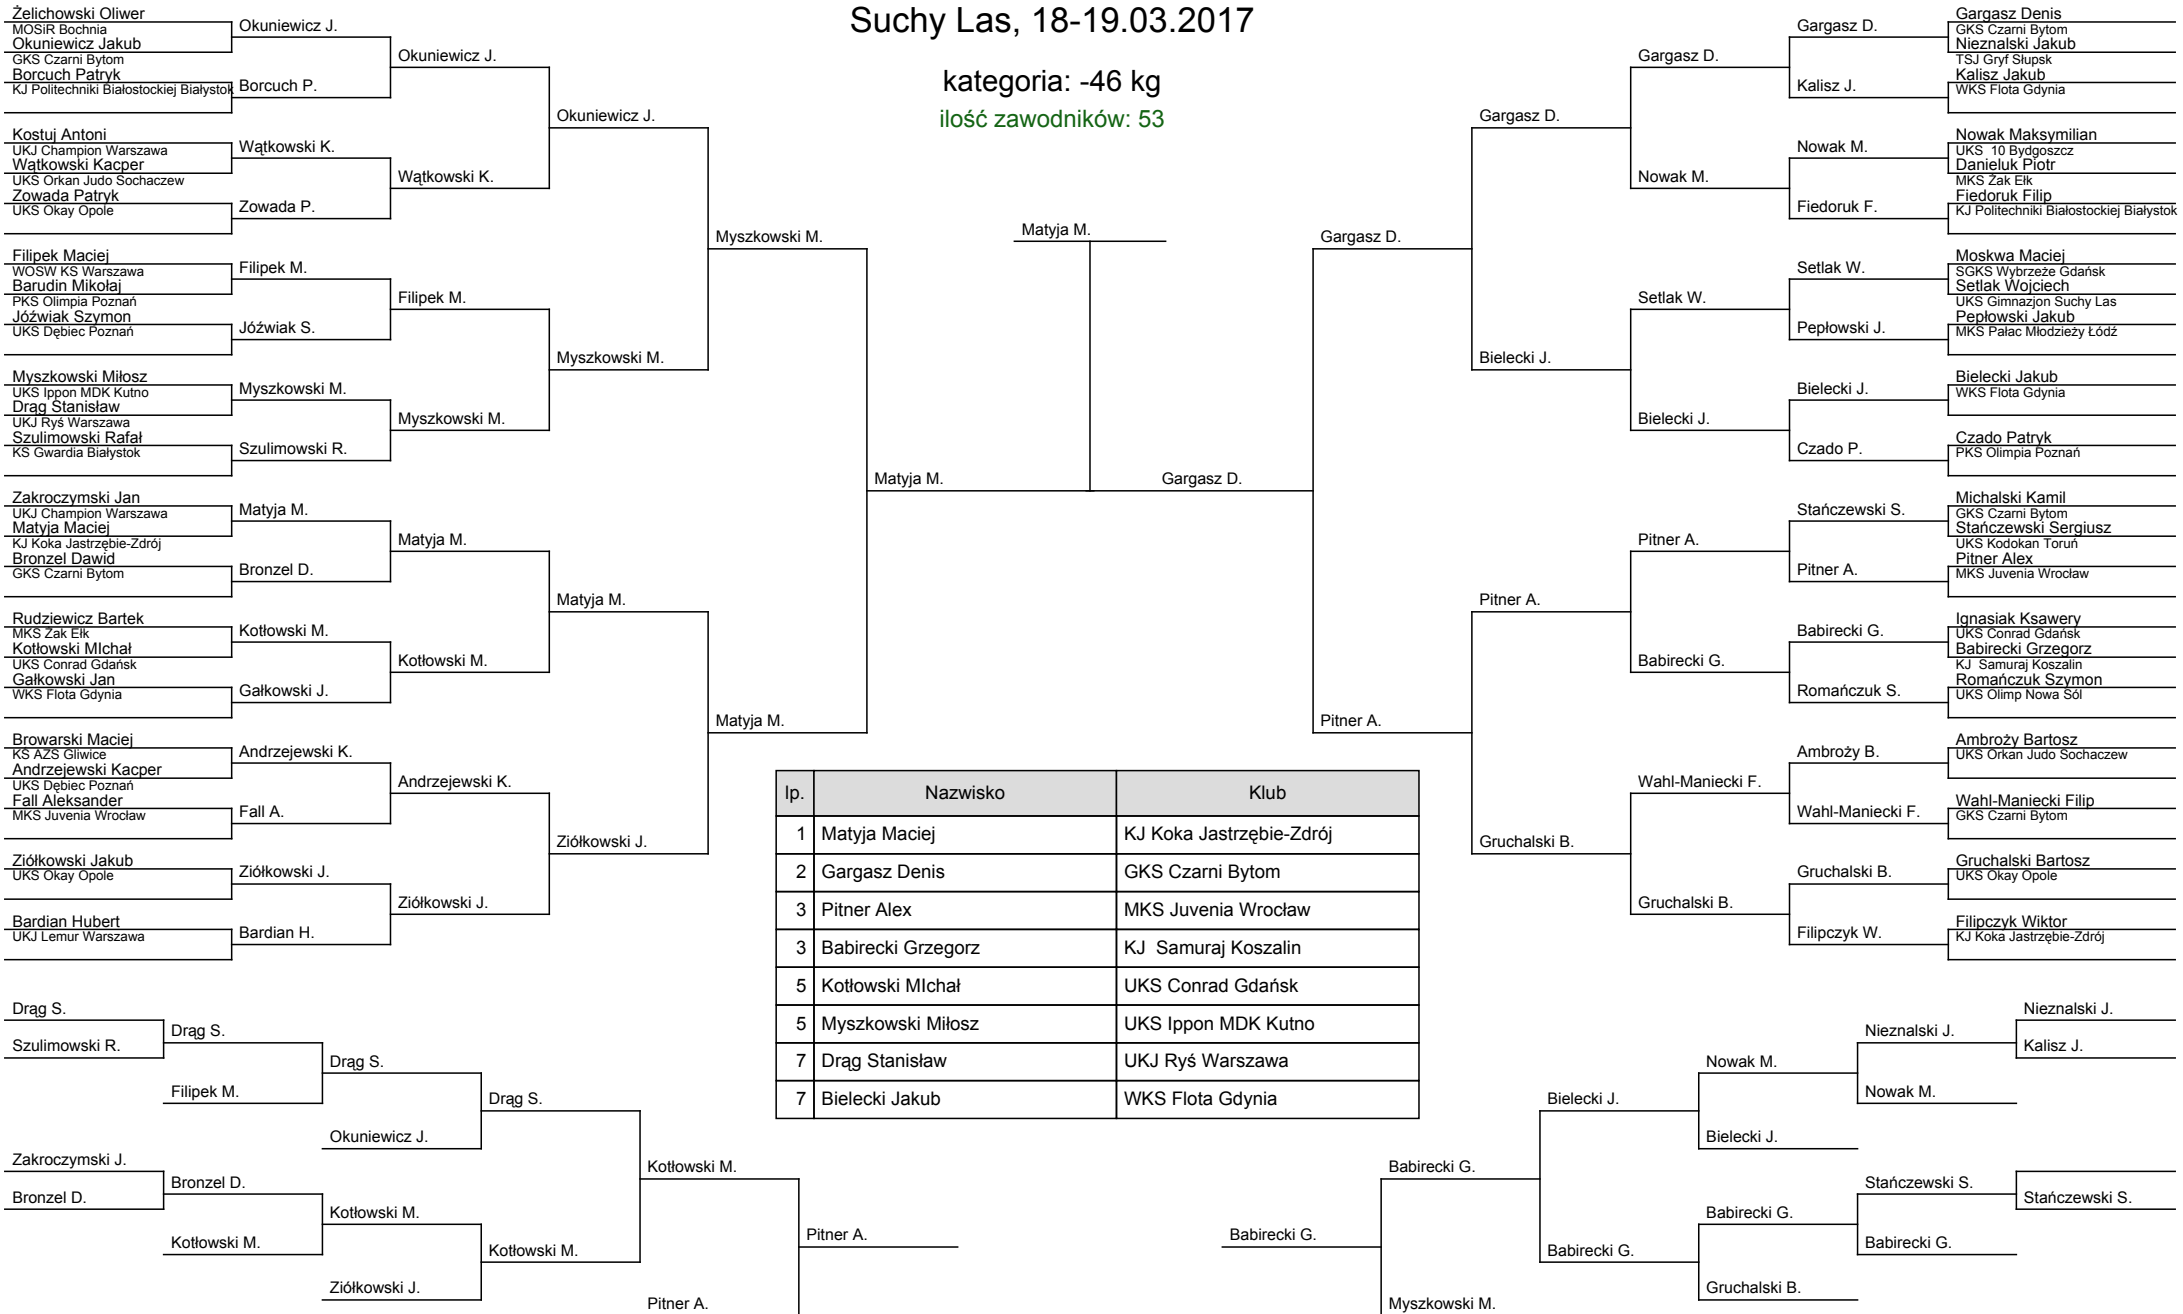 Suchy Las, 18-19.03.2017
kategoria: -46 kg
ilość zawodników: 53
Żelichowski Oliwer
MOSiR Bochnia
Okuniewicz Jakub
GKS Czarni Bytom
Borcuch Patryk
KJ Politechniki Białostockiej Białystok
Kostuj Antoni
UKJ Champion Warszawa
Wątkowski Kacper
UKS Orkan Judo Sochaczew
Zowada Patryk
UKS Okay Opole
Filipek Maciej
WOSW KS Warszawa
Barudin Mikołaj
PKS Olimpia Poznań
Jóźwiak Szymon
UKS Dębiec Poznań
Myszkowski Miłosz
UKS Ippon MDK Kutno
Drąg Stanisław
UKJ Ryś Warszawa
Szulimowski Rafał
KS Gwardia Białystok
Zakroczymski Jan
UKJ Champion Warszawa
Matyja Maciej
KJ Koka Jastrzębie-Zdrój
Bronzel Dawid
GKS Czarni Bytom
Rudziewicz Bartek
MKS Żak Ełk
Kotłowski MIchał
UKS Conrad Gdańsk
Gałkowski Jan
WKS Flota Gdynia
Browarski Maciej
KS AZS Gliwice
Andrzejewski Kacper
UKS Dębiec Poznań
Fall Aleksander
MKS Juvenia Wrocław
Ziółkowski Jakub
UKS Okay Opole
Bardian Hubert
UKJ Lemur Warszawa
Okuniewicz J.
Borcuch P.
Wątkowski K.
Zowada P.
Filipek M.
Jóźwiak S.
Myszkowski M.
Szulimowski R.
Matyja M.
Bronzel D.
Kotłowski M.
Gałkowski J.
Andrzejewski K.
Fall A.
Ziółkowski J.
Bardian H.
Okuniewicz J.
Wątkowski K.
Filipek M.
Myszkowski M.
Matyja M.
Kotłowski M.
Andrzejewski K.
Ziółkowski J.
Okuniewicz J.
Myszkowski M.
Matyja M.
Ziółkowski J.
Myszkowski M.
Matyja M.
Matyja M.
Matyja M.
Gargasz D.
Gargasz D.
Pitner A.
Gargasz D.
Bielecki J.
Pitner A.
Gruchalski B.
Gargasz D.
Nowak M.
Setlak W.
Bielecki J.
Pitner A.
Babirecki G.
Wahl-Maniecki F.
Gruchalski B.
Gargasz D.
Kalisz J.
Nowak M.
Fiedoruk F.
Setlak W.
Pepłowski J.
Bielecki J.
Czado P.
Stańczewski S.
Pitner A.
Babirecki G.
Romańczuk S.
Ambroży B.
Wahl-Maniecki F.
Gruchalski B.
Filipczyk W.
Gargasz Denis
GKS Czarni Bytom
Nieznalski Jakub
TSJ Gryf Słupsk
Kalisz Jakub
WKS Flota Gdynia
Nowak Maksymilian
UKS 10 Bydgoszcz
Danieluk Piotr
MKS Żak Ełk
Fiedoruk Filip
KJ Politechniki Białostockiej Białystok
Moskwa Maciej
SGKS Wybrzeże Gdańsk
Setlak Wojciech
UKS Gimnazjon Suchy Las
Pepłowski Jakub
MKS Pałac Młodzieży Łódź
Bielecki Jakub
WKS Flota Gdynia
Czado Patryk
PKS Olimpia Poznań
Michalski Kamil
GKS Czarni Bytom
Stańczewski Sergiusz
UKS Kodokan Toruń
Pitner Alex
MKS Juvenia Wrocław
Ignasiak Ksawery
UKS Conrad Gdańsk
Babirecki Grzegorz
KJ Samuraj Koszalin
Romańczuk Szymon
UKS Olimp Nowa Sól
Ambroży Bartosz
UKS Orkan Judo Sochaczew
Wahl-Maniecki Filip
GKS Czarni Bytom
Gruchalski Bartosz
UKS Okay Opole
Filipczyk Wiktor
KJ Koka Jastrzębie-Zdrój
lp. Nazwisko Klub
1 Matyja Maciej KJ Koka Jastrzębie-Zdrój
2 Gargasz Denis GKS Czarni Bytom
3 Pitner Alex MKS Juvenia Wrocław
3 Babirecki Grzegorz KJ Samuraj Koszalin
5 Kotłowski MIchał UKS Conrad Gdańsk
5 Myszkowski Miłosz UKS Ippon MDK Kutno
7 Drąg Stanisław UKJ Ryś Warszawa
7 Bielecki Jakub WKS Flota Gdynia
Drąg S.
Szulimowski R.
Zakroczymski J.
Bronzel D.
Drąg S.
Filipek M.
Bronzel D.
Kotłowski M.
Drąg S.
Okuniewicz J.
Kotłowski M.
Ziółkowski J.
Drąg S.
Kotłowski M.
Kotłowski M.
Pitner A.
Pitner A.
Babirecki G.
Babirecki G.
Myszkowski M.
Bielecki J.
Babirecki G.
Nowak M.
Bielecki J.
Babirecki G.
Gruchalski B.
Nieznalski J.
Nowak M.
Stańczewski S.
Babirecki G.
Nieznalski J.
Kalisz J.
Stańczewski S.